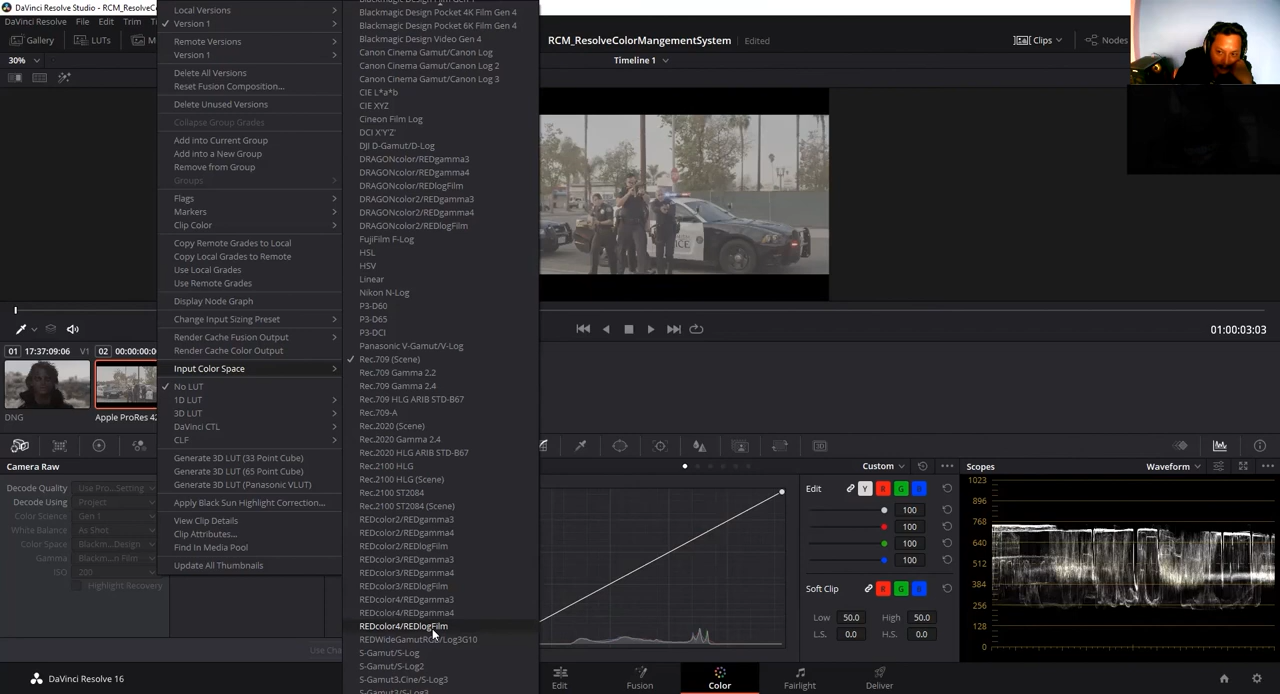 DaVinci Resolve Studio - RCM_ResolveC
DaVinci Resolve File Edit Trim
Gallery LUTs M
RCM_ResolveColorMangementSystem Edited
Clips Nodes
30%
Timeline 1
Local Versions
Version 1
Remote Versions
Version 1
Delete All Versions
Reset Fusion Composition...
Delete Unused Versions
Collapse Group Grades
Add into Current Group
Add into a New Group
Remove from Group
Groups
Flags
Markers
Clip Color
Copy Remote Grades to Local
Copy Local Grades to Remote
Use Local Grades
Use Remote Grades
Display Node Graph
Change Input Sizing Preset
Render Cache Fusion Output
Render Cache Color Output
Input Color Space
No LUT
1D LUT
3D LUT
DaVinci CTL
CLF
Generate 3D LUT (33 Point Cube)
Generate 3D LUT (65 Point Cube)
Generate 3D LUT (Panasonic VLUT)
Apply Black Sun Highlight Correction...
View Clip Details
Clip Attributes...
Find In Media Pool
Update All Thumbnails
Blackmagic Design Pocket 4K Film Gen 4
Blackmagic Design Pocket 6K Film Gen 4
Blackmagic Design Video Gen 4
Canon Cinema Gamut/Canon Log
Canon Cinema Gamut/Canon Log 2
Canon Cinema Gamut/Canon Log 3
CIE L*a*b
CIE XYZ
Cineon Film Log
DCI X'Y'Z'
DJI D-Gamut/D-Log
DRAGONcolor/REDgamma3
DRAGONcolor/REDgamma4
DRAGONcolor/REDlogFilm
DRAGONcolor2/REDgamma3
DRAGONcolor2/REDgamma4
DRAGONcolor2/REDlogFilm
FujiFilm F-Log
HSL
HSV
Linear
Nikon N-Log
P3-D60
P3-D65
P3-DCI
Panasonic V-Gamut/V-Log
Rec.709 (Scene)
Rec.709 Gamma 2.2
Rec.709 Gamma 2.4
Rec.709 HLG ARIB STD-B67
Rec.709-A
Rec.2020 (Scene)
Rec.2020 Gamma 2.4
Rec.2020 HLG ARIB STD-B67
Rec.2100 HLG
Rec.2100 HLG (Scene)
Rec.2100 ST2084
Rec.2100 ST2084 (Scene)
REDcolor2/REDgamma3
REDcolor2/REDgamma4
REDcolor2/REDlogFilm
REDcolor3/REDgamma3
REDcolor3/REDgamma4
REDcolor3/REDlogFilm
REDcolor4/REDgamma3
REDcolor4/REDgamma4
REDcolor4/REDlogFilm
REDWideGamutRGB/Log3G10
S-Gamut/S-Log
S-Gamut/S-Log2
S-Gamut3.Cine/S-Log3
S-Gamut3/S-Log3
01:00:03:03
01 17:37:09:06 V1 02 00:00:00:0
DNG Apple ProRes 42
Camera Raw
Decode Quality Use Pro...Setting
Decode Using Project
Color Science Gen 1
White Balance As Shot
Color Space Blackm...Design
Gamma Blackm...n Film
ISO 200
Highlight Recovery
Use Cha
Custom
Edit Y R G B
100
100
100
100
Soft Clip R G B
Low 50.0 High 50.0
L.S. 0.0 H.S. 0.0
Scopes Waveform
1023
896
768
640
512
384
256
128
0
DaVinci Resolve 16
Edit Fusion Color Fairlight Deliver